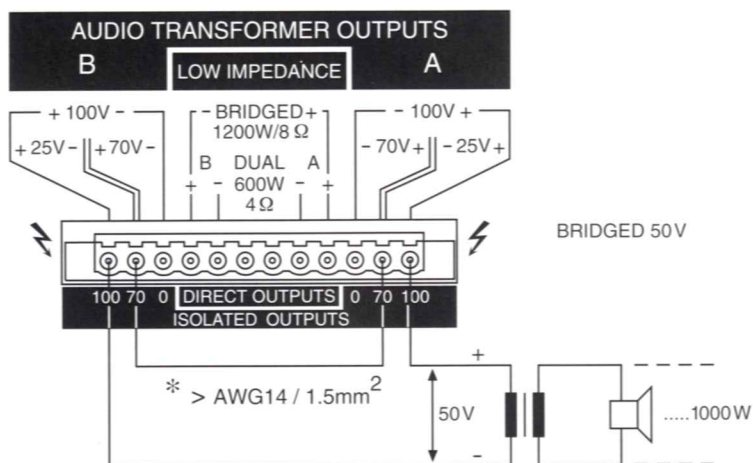 AUDIO TRANSFORMER OUTPUTS
B LOW IMPEDANCE A
+ 100V - - BRIDGED + - 100V +
1200W/8 Ω
+ 25V - + 70V - - 70V + - 25V +
B DUAL A
+ - 600W - +
4 Ω
BRIDGED 50V
100 70 0 DIRECT OUTPUTS 0 70 100
ISOLATED OUTPUTS
* > AWG14 / 1.5mm²
+
50V
.....1000W
-